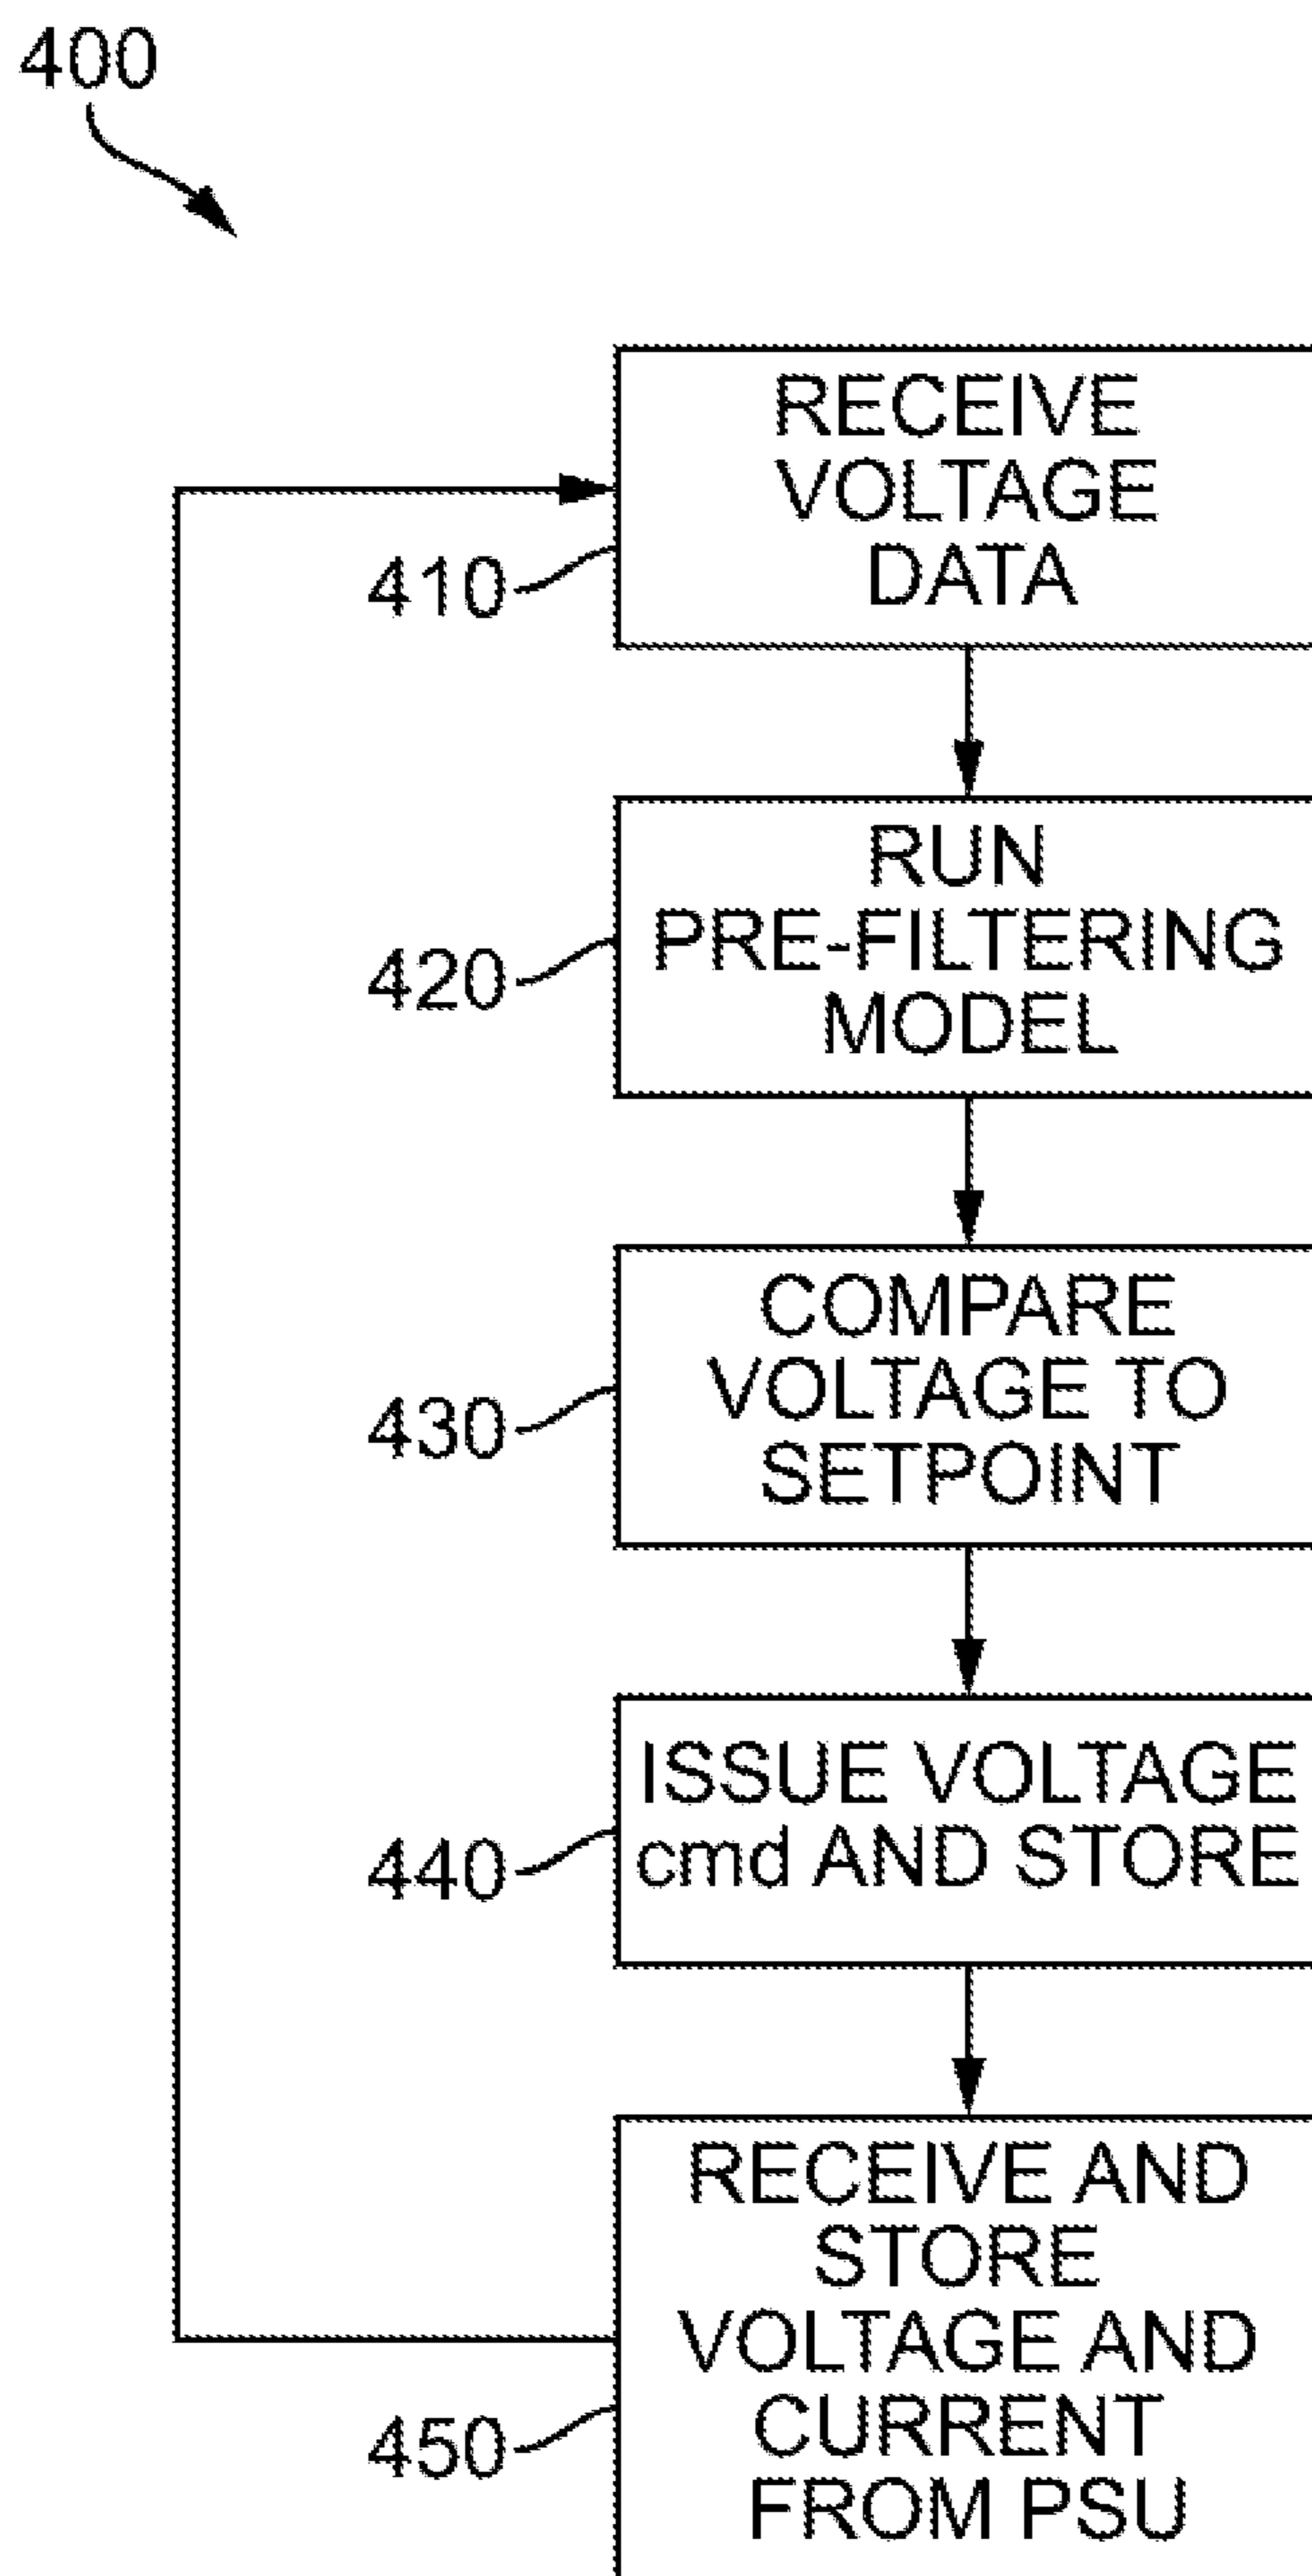 400
RECEIVE
VOLTAGE
DATA
410
RUN
PRE-FILTERING
MODEL
420
COMPARE
VOLTAGE TO
SETPOINT
430
ISSUE VOLTAGE
cmd AND STORE
440
RECEIVE AND
STORE
VOLTAGE AND
CURRENT
FROM PSU
450